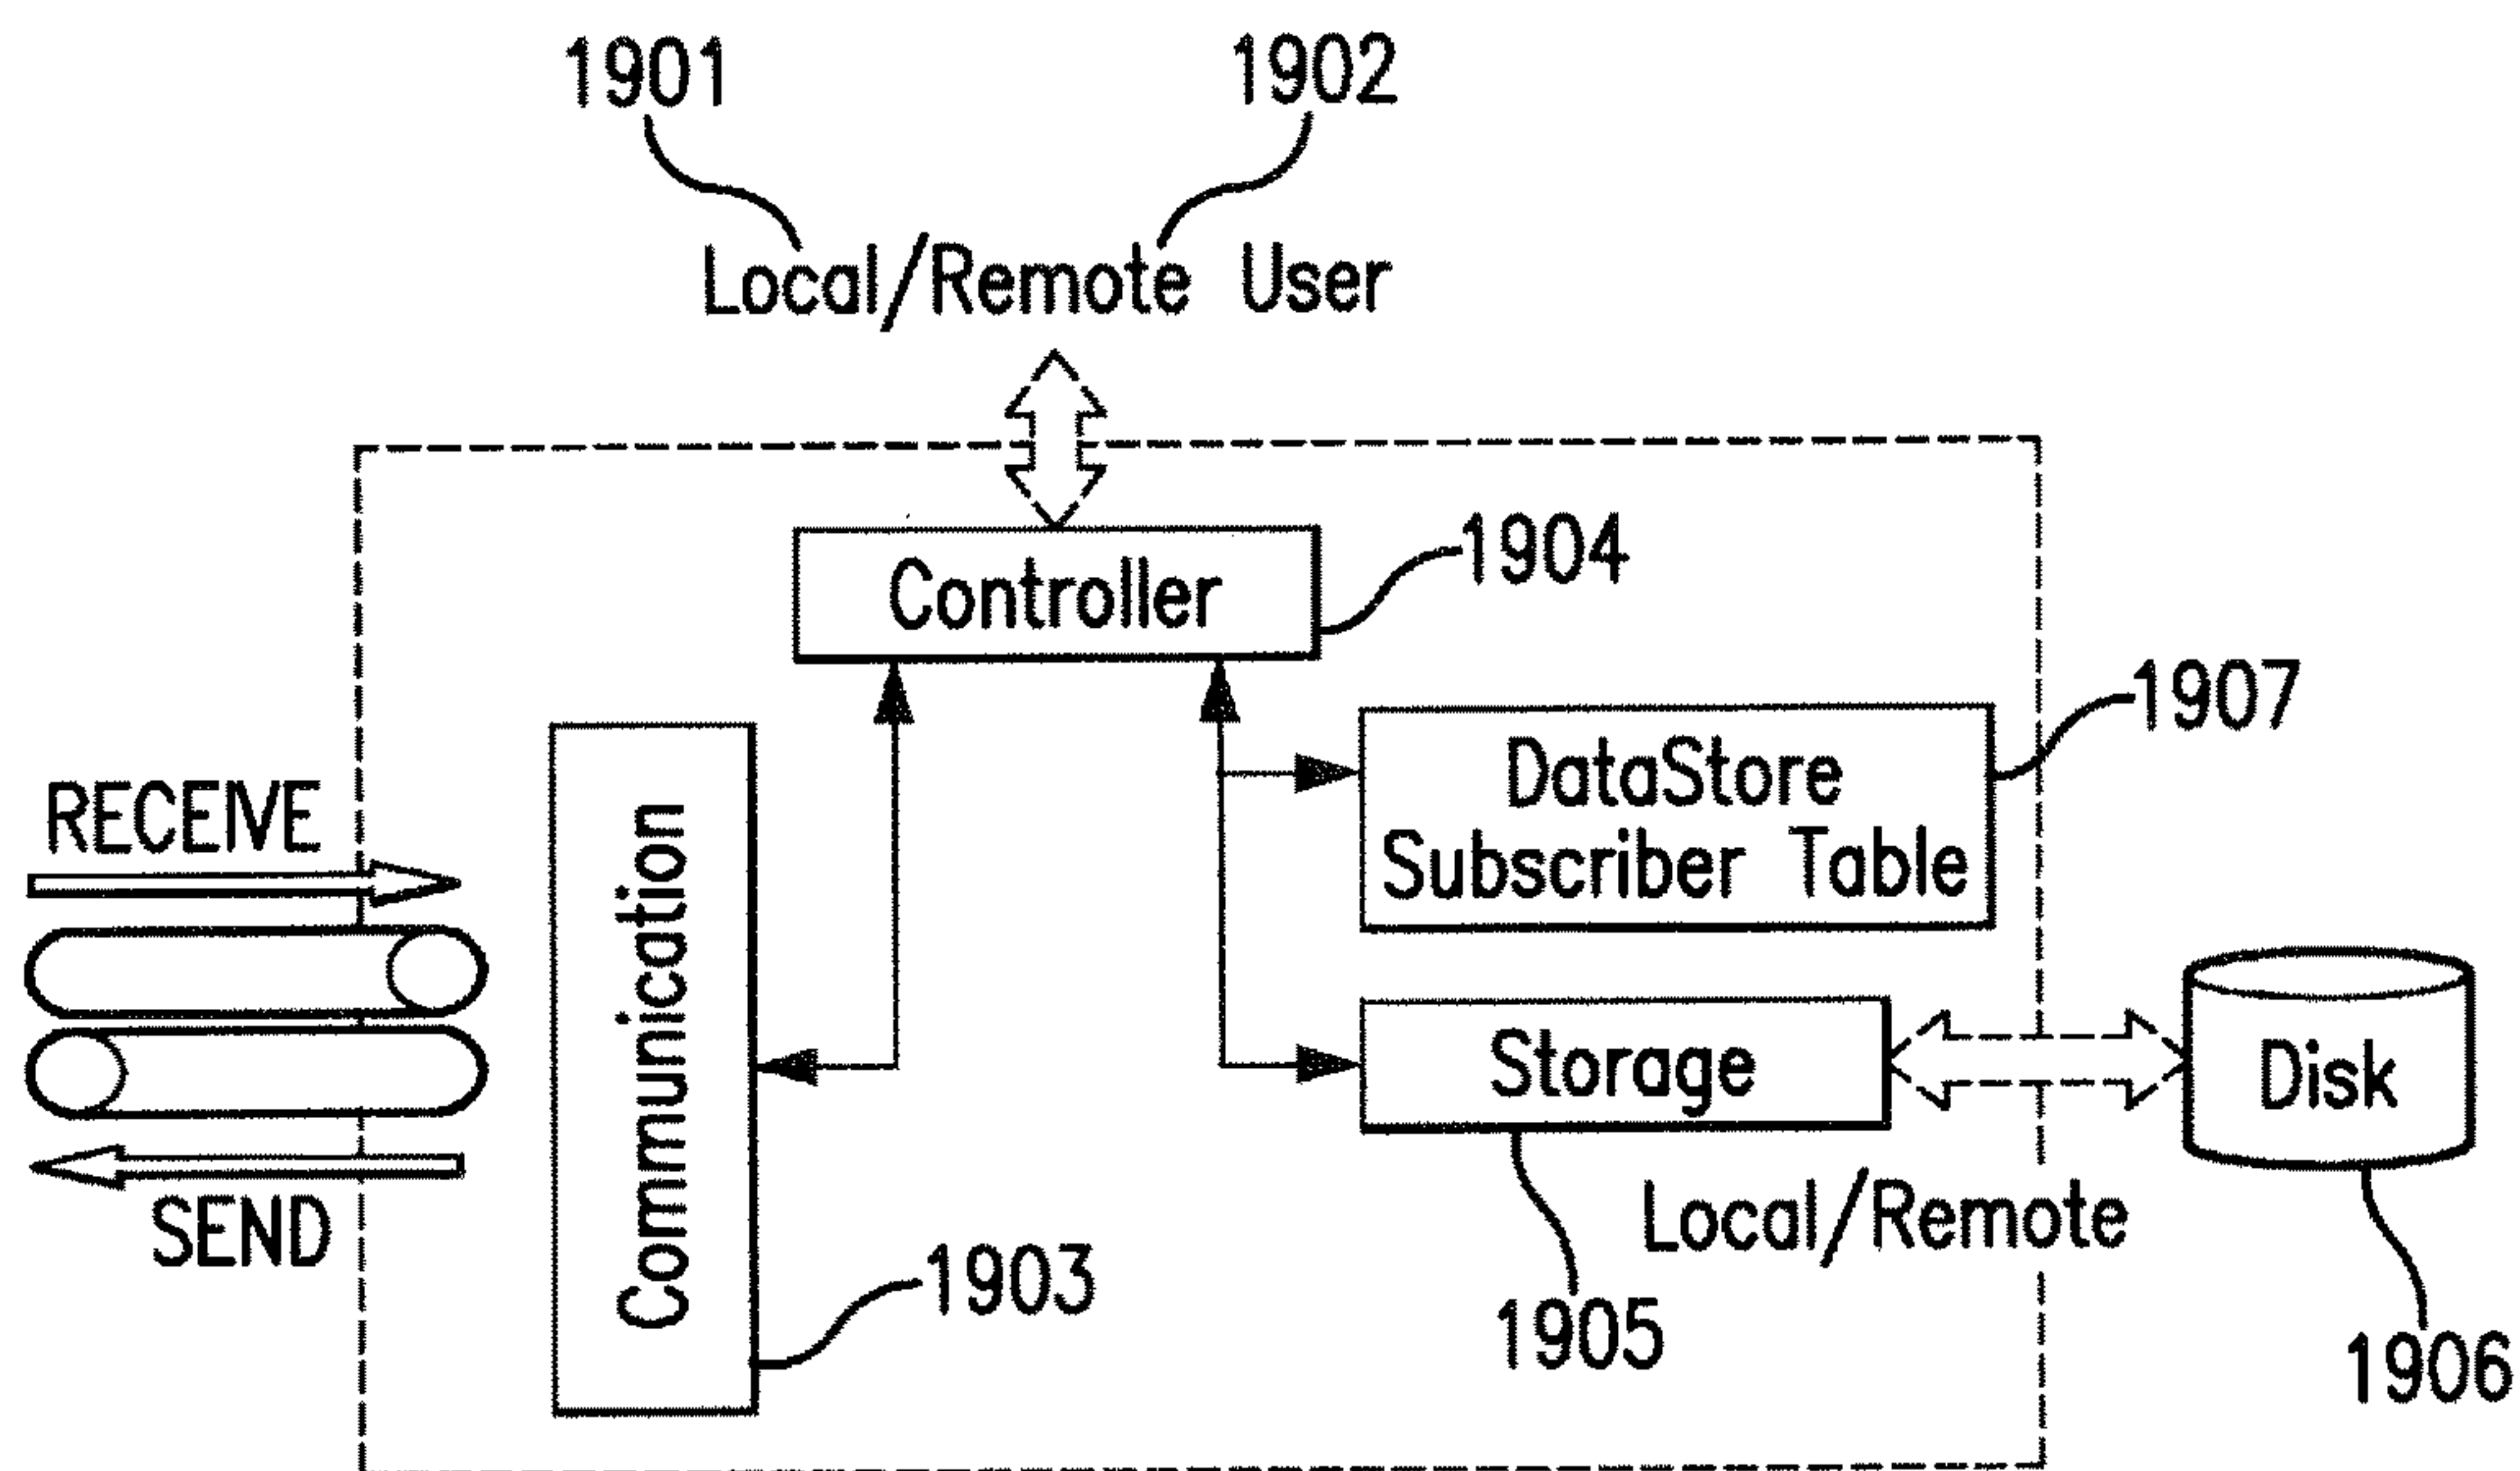 1901
1902
Local/Remote User
Controller
1904
1907
DataStore
Subscriber Table
RECEIVE
Communication
Storage
Disk
SEND
Local/Remote
1903
1905
1906